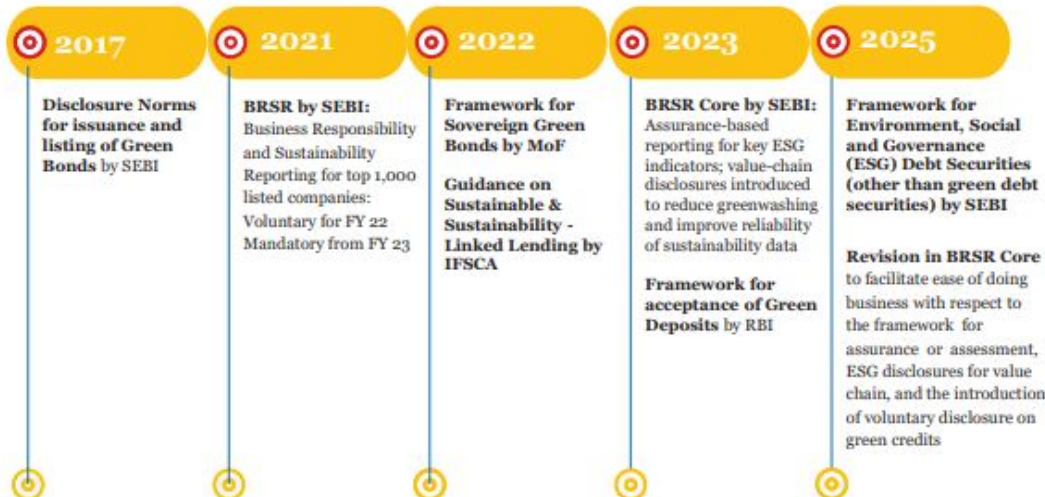 2017
Disclosure Norms
for issuance and
listing of Green
Bonds by SEBI
2021
BRSR by SEBI:
Business Responsibility
and Sustainability
Reporting for top 1,000
listed companies:
Voluntary for FY 22
Mandatory from FY 23
2022
Framework for
Sovereign Green
Bonds by MoF
Guidance on
Sustainable &
Sustainability -
Linked Lending by
IFSCA
2023
BRSR Core by SEBI:
Assurance-based
reporting for key ESG
indicators; value-chain
disclosures introduced
to reduce greenwashing
and improve reliability
of sustainability data
Framework for
acceptance of Green
Deposits by RBI
2025
Framework for
Environment, Social
and Governance
(ESG) Debt Securities
(other than green debt
securities) by SEBI
Revision in BRSR Core
to facilitate ease of doing
business with respect to
the framework for
assurance or assessment,
ESG disclosures for value
chain, and the introduction
of voluntary disclosure on
green credits